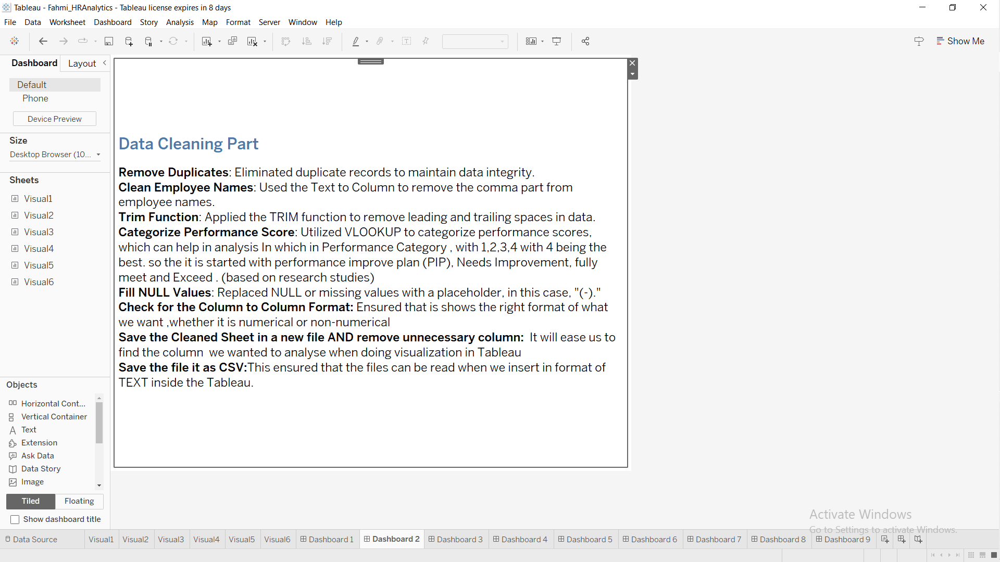 Tableau - Fahmi_HRAnalytics - Tableau license expires in 8 days
File Data Worksheet Dashboard Story Analysis Map Format Server Window Help
Show Me
Dashboard Layout
Default
Phone
Device Preview
Size
Desktop Browser (10...
Sheets
Visual1
Visual2
Visual3
Visual4
Visual5
Visual6
Objects
Horizontal Cont...
Vertical Container
Text
Extension
Ask Data
Data Story
Image
Tiled Floating
Show dashboard title
Data Cleaning Part
Remove Duplicates: Eliminated duplicate records to maintain data integrity.
Clean Employee Names: Used the Text to Column to remove the comma part from
employee names.
Trim Function: Applied the TRIM function to remove leading and trailing spaces in data.
Categorize Performance Score: Utilized VLOOKUP to categorize performance scores,
which can help in analysis In which in Performance Category , with 1,2,3,4 with 4 being the
best. so the it is started with performance improve plan (PIP), Needs Improvement, fully
meet and Exceed . (based on research studies)
Fill NULL Values: Replaced NULL or missing values with a placeholder, in this case, "(-)."
Check for the Column to Column Format: Ensured that is shows the right format of what
we want ,whether it is numerical or non-numerical
Save the Cleaned Sheet in a new file AND remove unnecessary column:  It will ease us to
find the column  we wanted to analyse when doing visualization in Tableau
Save the file it as CSV:This ensured that the files can be read when we insert in format of
TEXT inside the Tableau.
Activate Windows
Go to Settings to activate Windows.
Data Source Visual1 Visual2 Visual3 Visual4 Visual5 Visual6 Dashboard 1 Dashboard 2 Dashboard 3 Dashboard 4 Dashboard 5 Dashboard 6 Dashboard 7 Dashboard 8 Dashboard 9